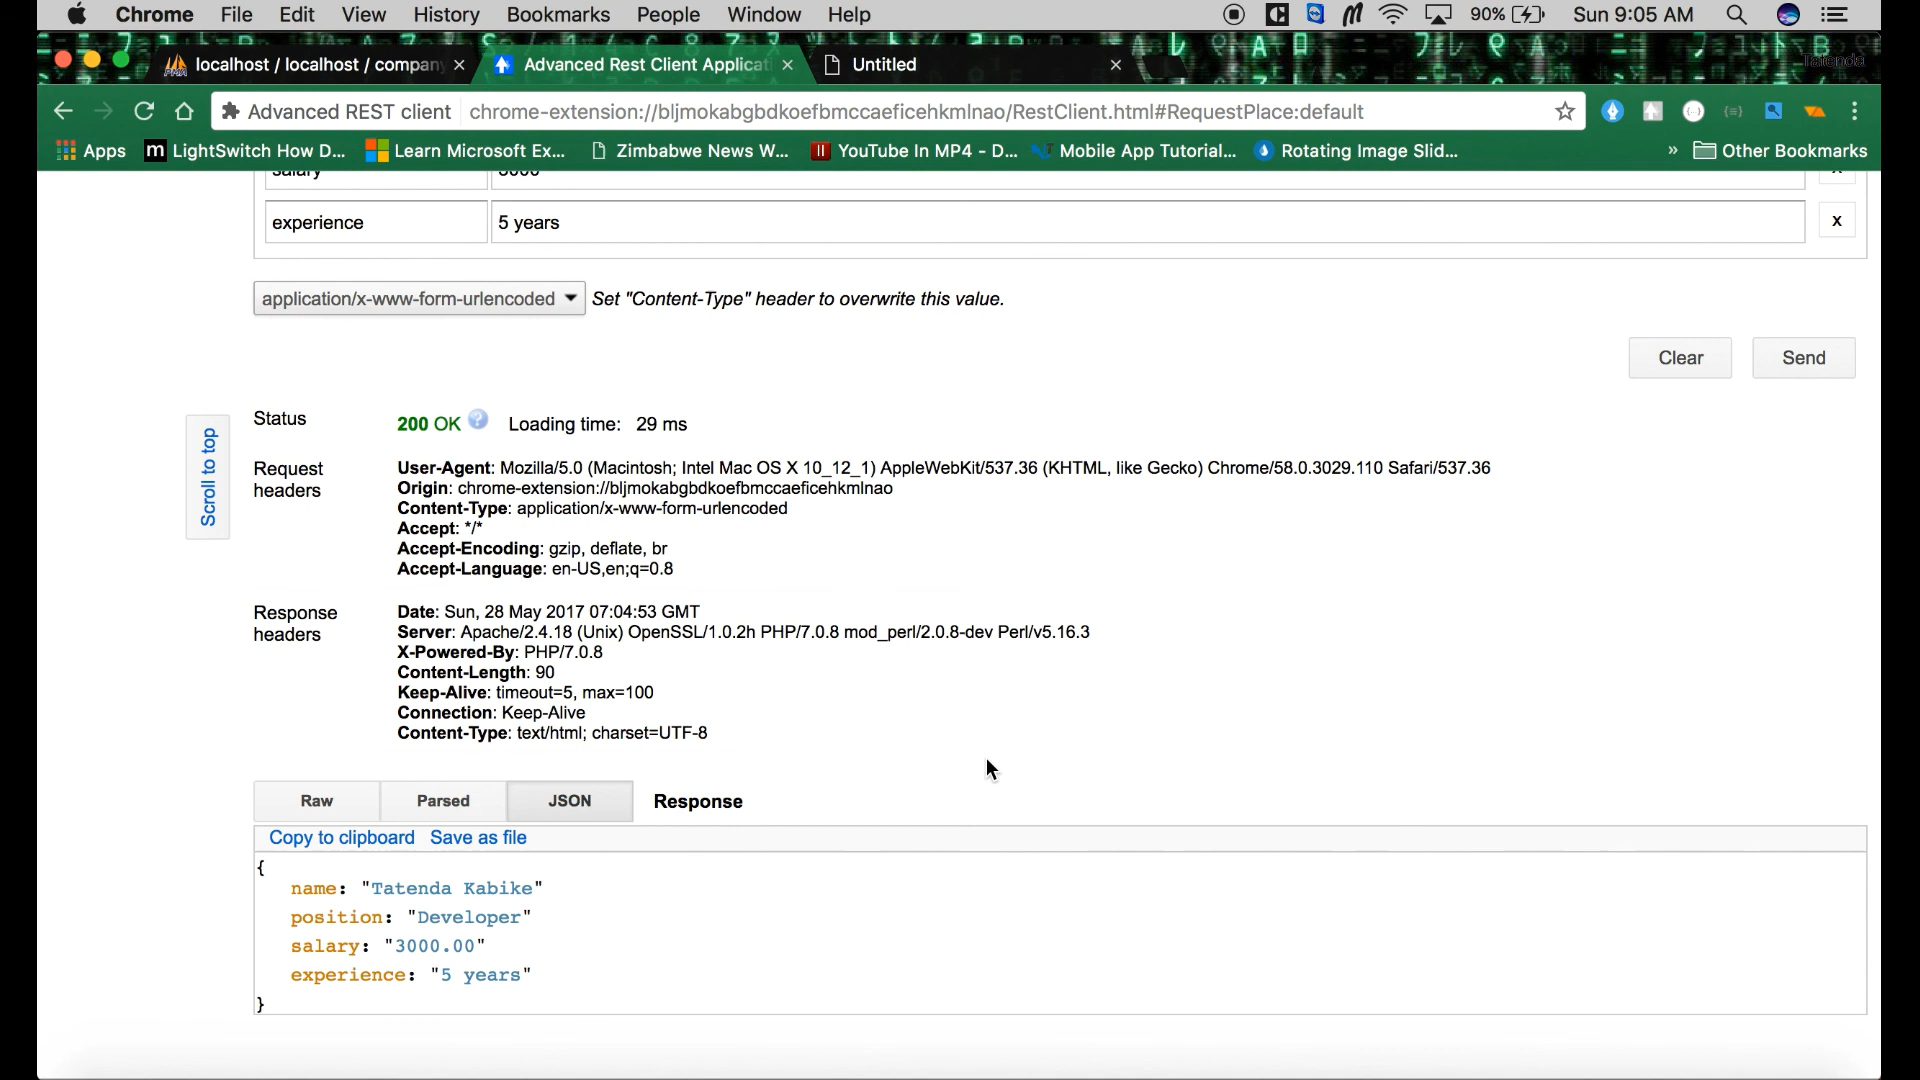 Chrome File Edit View History Bookmarks People Window Help 90% Sun 9:05 AM
localhost / localhost / company × Advanced Rest Client Applicat × Untitled ×
Tatenda
Advanced REST client chrome-extension://bljmokabgbdkoefbmccaeficehkmlnao/RestClient.html#RequestPlace:default
Apps LightSwitch How D... Learn Microsoft Ex... Zimbabwe News W... YouTube In MP4 - D... Mobile App Tutorial... Rotating Image Slid... » Other Bookmarks
salary 3000 x
experience 5 years x
application/x-www-form-urlencoded Set "Content-Type" header to overwrite this value.
Clear Send
Scroll to top
Status 200 OK ? Loading time: 29 ms
Request headers
User-Agent: Mozilla/5.0 (Macintosh; Intel Mac OS X 10_12_1) AppleWebKit/537.36 (KHTML, like Gecko) Chrome/58.0.3029.110 Safari/537.36
Origin: chrome-extension://bljmokabgbdkoefbmccaeficehkmlnao
Content-Type: application/x-www-form-urlencoded
Accept: */*
Accept-Encoding: gzip, deflate, br
Accept-Language: en-US,en;q=0.8
Response headers
Date: Sun, 28 May 2017 07:04:53 GMT
Server: Apache/2.4.18 (Unix) OpenSSL/1.0.2h PHP/7.0.8 mod_perl/2.0.8-dev Perl/v5.16.3
X-Powered-By: PHP/7.0.8
Content-Length: 90
Keep-Alive: timeout=5, max=100
Connection: Keep-Alive
Content-Type: text/html; charset=UTF-8
Raw Parsed JSON Response
Copy to clipboard Save as file
{
name: "Tatenda Kabike"
position: "Developer"
salary: "3000.00"
experience: "5 years"
}